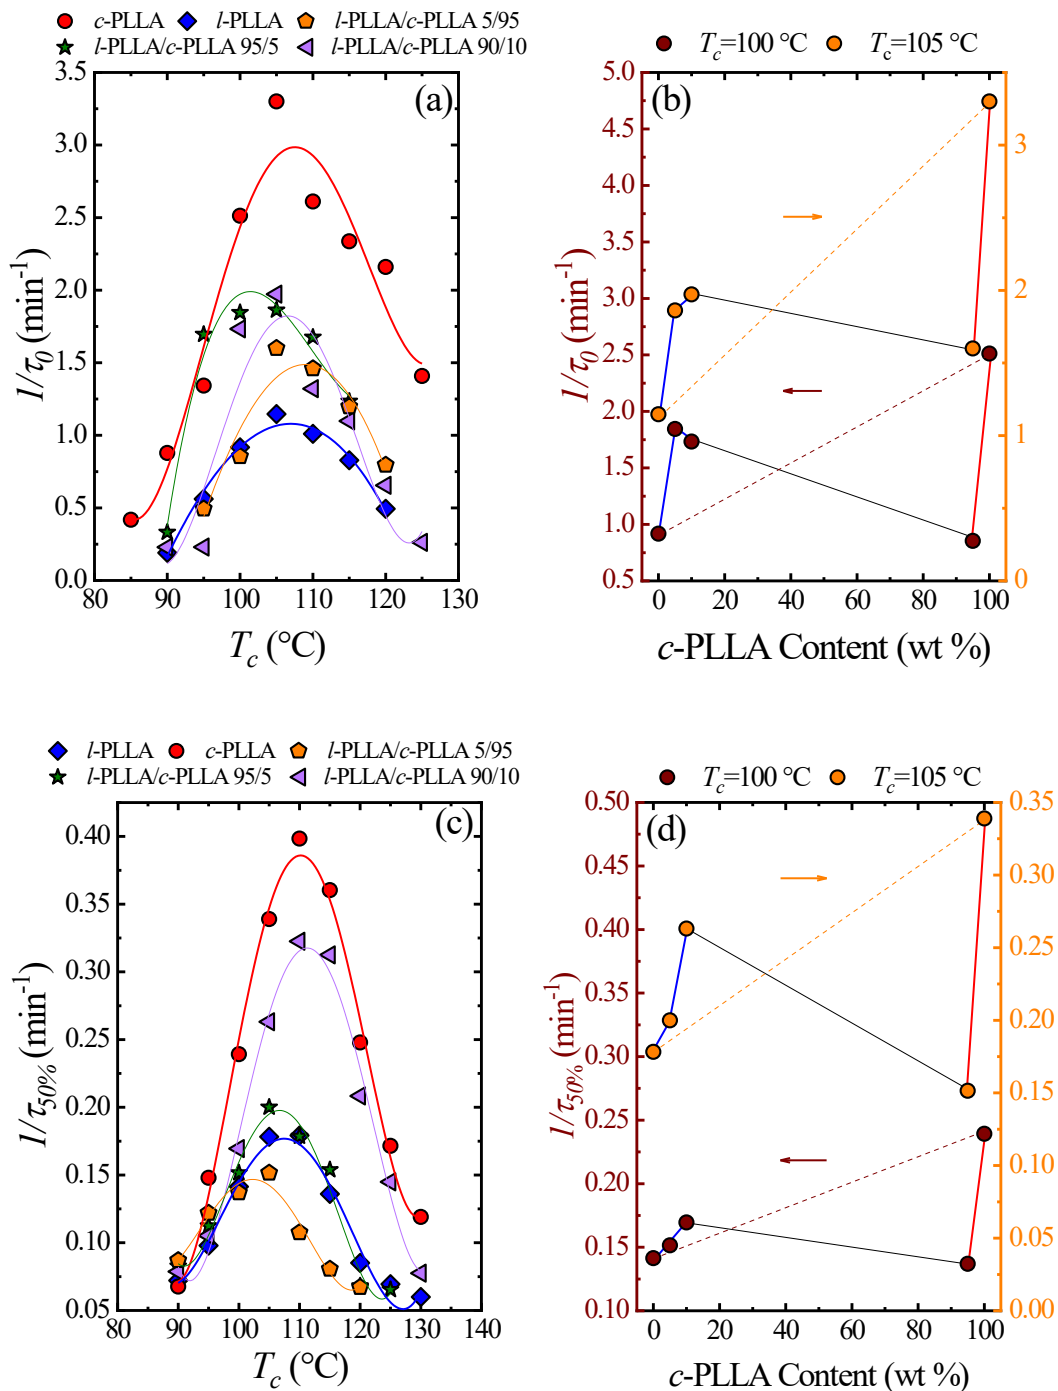 c-PLLA l-PLLA l-PLLA/c-PLLA 5/95
l-PLLA/c-PLLA 95/5 l-PLLA/c-PLLA 90/10
(a)
3.5
3.0
2.5
2.0
1.5
1.0
0.5
0.0
1/τ0 (min-1)
80 90 100 110 120 130
Tc (°C)
Tc=100 °C Tc=105 °C
(b)
5.0
4.5
4.0
3.5
3.0
2.5
2.0
1.5
1.0
0.5
1/τ0 (min-1)
3
2
1
0
0 20 40 60 80 100
c-PLLA Content (wt %)
l-PLLA c-PLLA l-PLLA/c-PLLA 5/95
l-PLLA/c-PLLA 95/5 l-PLLA/c-PLLA 90/10
(c)
0.40
0.35
0.30
0.25
0.20
0.15
0.10
0.05
1/τ50% (min-1)
80 90 100 110 120 130 140
Tc (°C)
Tc=100 °C Tc=105 °C
(d)
0.50
0.45
0.40
0.35
0.30
0.25
0.20
0.15
0.10
1/τ50% (min-1)
0.35
0.30
0.25
0.20
0.15
0.10
0.05
0.00
0 20 40 60 80 100
c-PLLA Content (wt %)